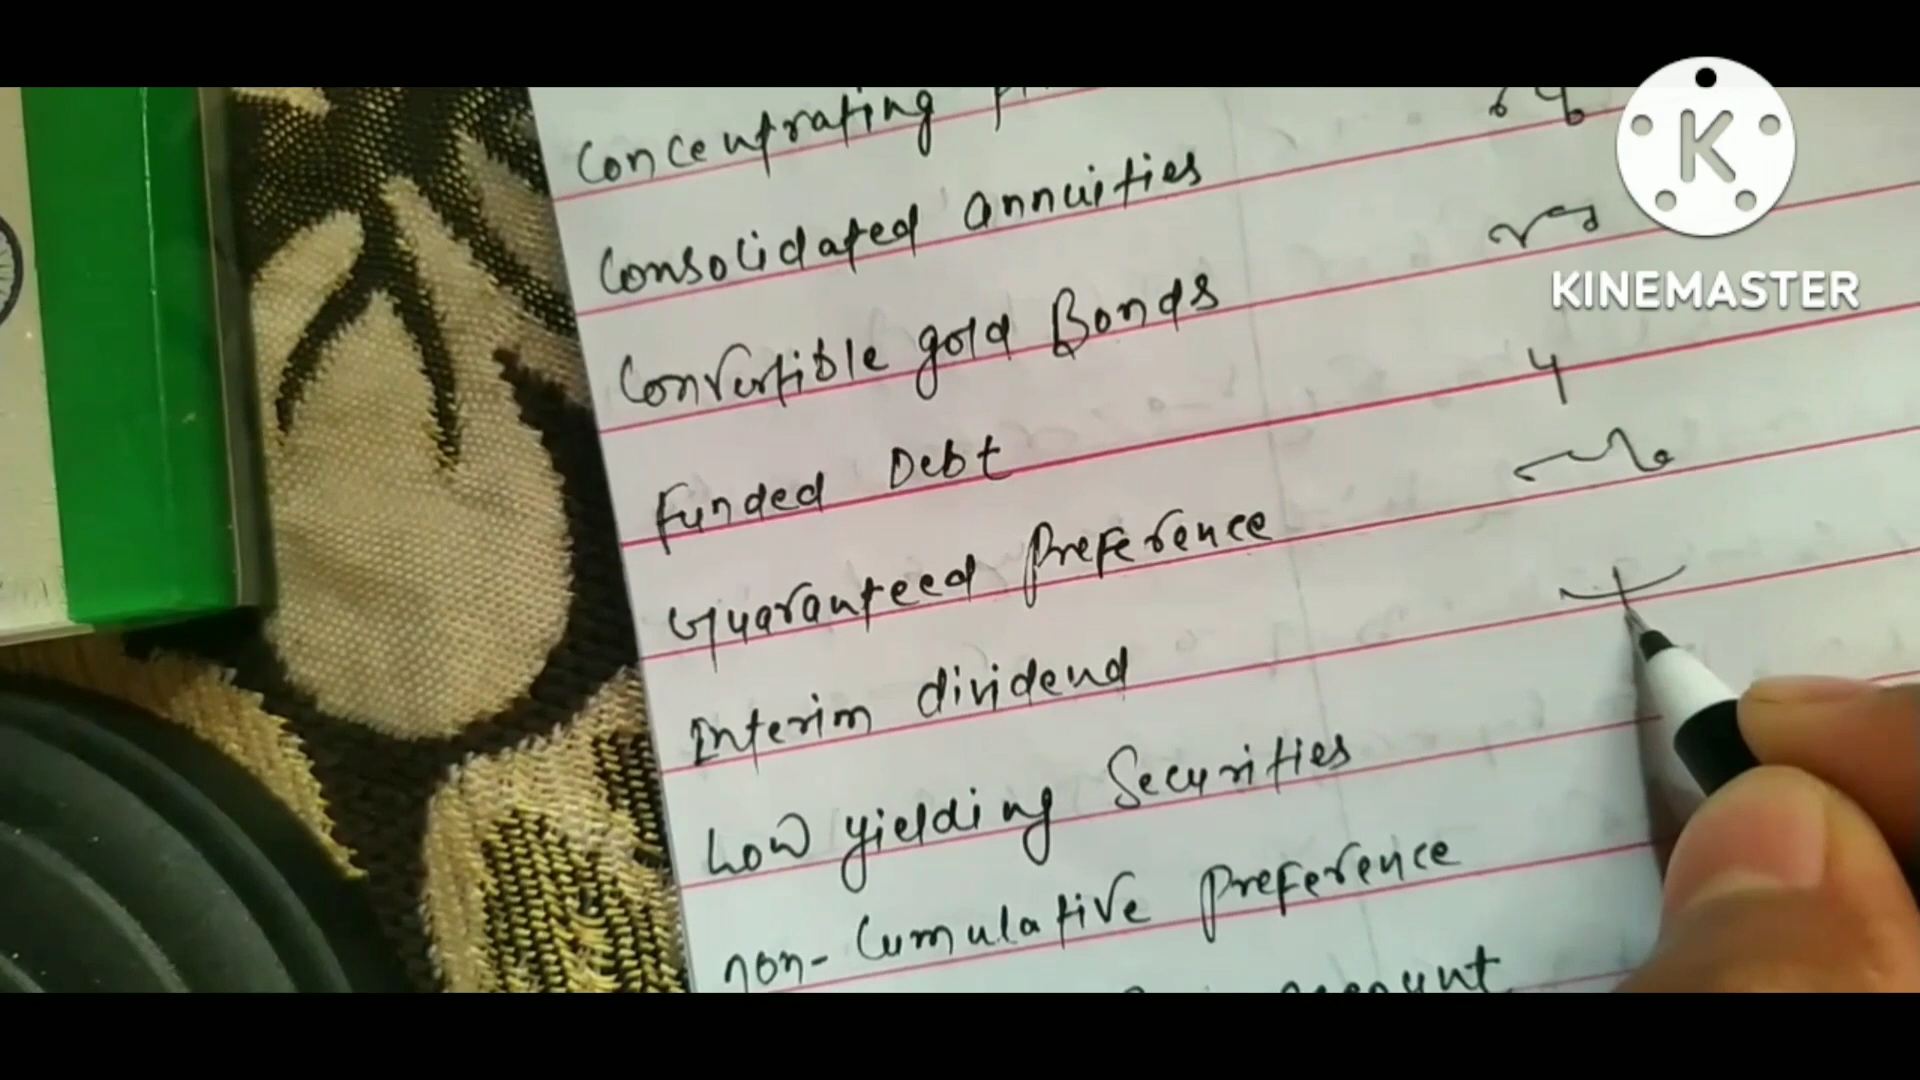 Concentrating
Consolidated annuities
Convertible gold Bonds
Funded Debt
Guaranteed Preference
Interim dividend
Low yielding Securities
non-Cumulative Preference
account
K
KINEMASTER